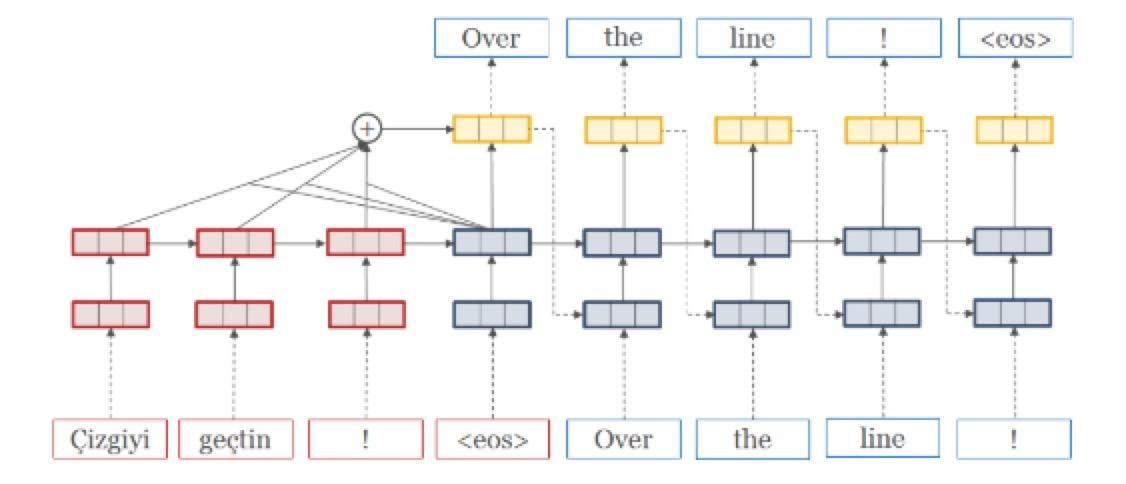 Over the line ! <eos>
+
Çizgiyi geçtin ! <eos> Over the line !